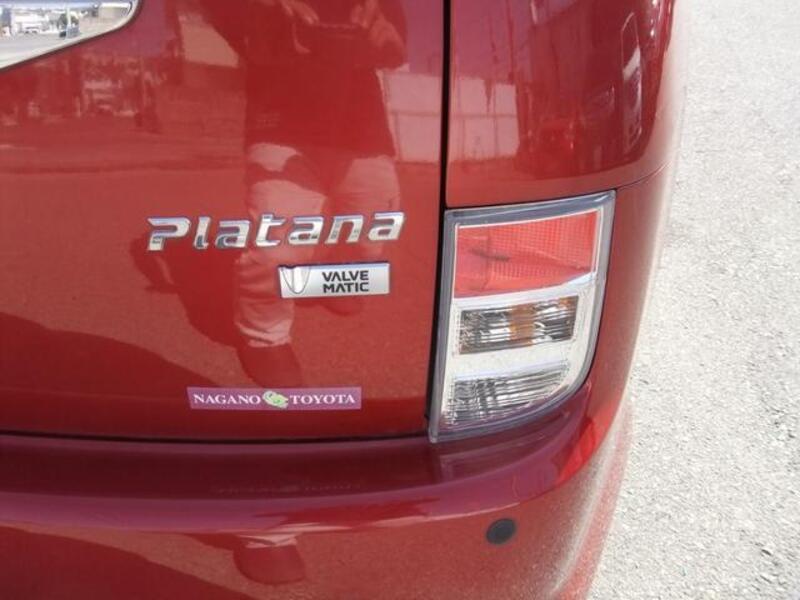 Platana
VALVE
MATIC
NAGANO TOYOTA